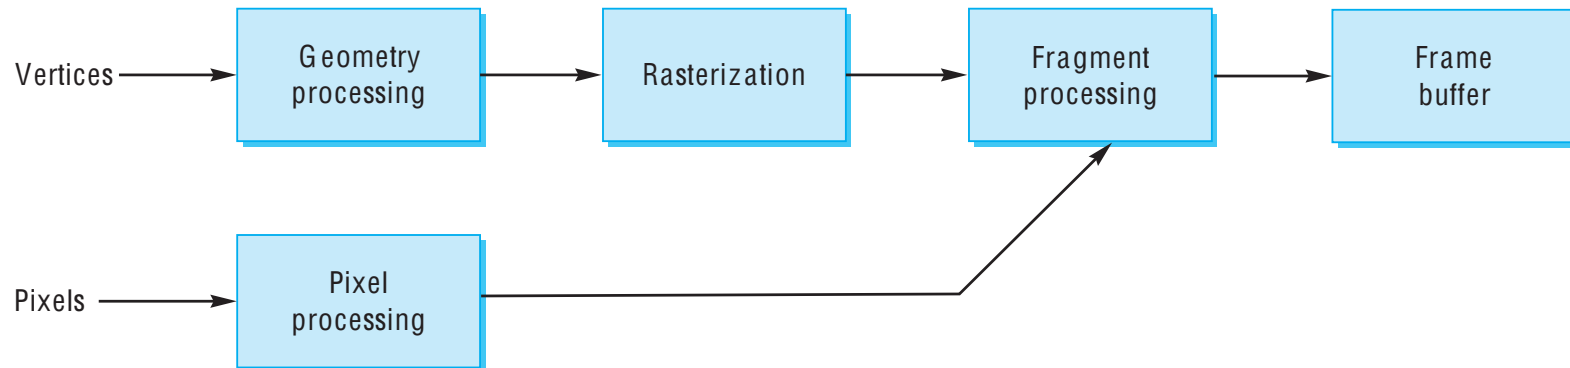 Vertices
Geometry
processing
Rasterization
Fragment
processing
Frame
buffer
Pixels
Pixel
processing